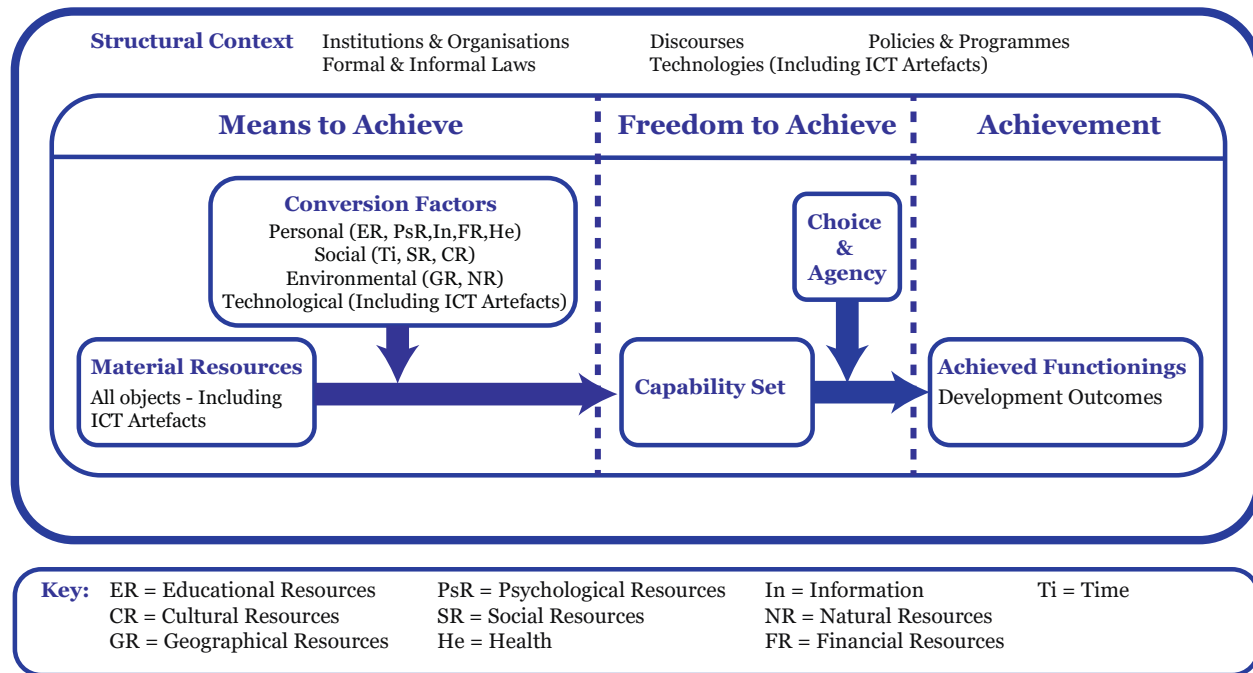 Structural Context Institutions & Organisations Discourses Policies & Programmes
Formal & Informal Laws Technologies (Including ICT Artefacts)
Means to Achieve Freedom to Achieve Achievement
Conversion Factors
Personal (ER, PsR,In,FR,He)
Social (Ti, SR, CR)
Environmental (GR, NR)
Technological (Including ICT Artefacts)
Choice
&
Agency
Material Resources
All objects - Including
ICT Artefacts
Capability Set
Achieved Functionings
Development Outcomes
Key: ER = Educational Resources PsR = Psychological Resources In = Information Ti = Time
CR = Cultural Resources SR = Social Resources NR = Natural Resources
GR = Geographical Resources He = Health FR = Financial Resources